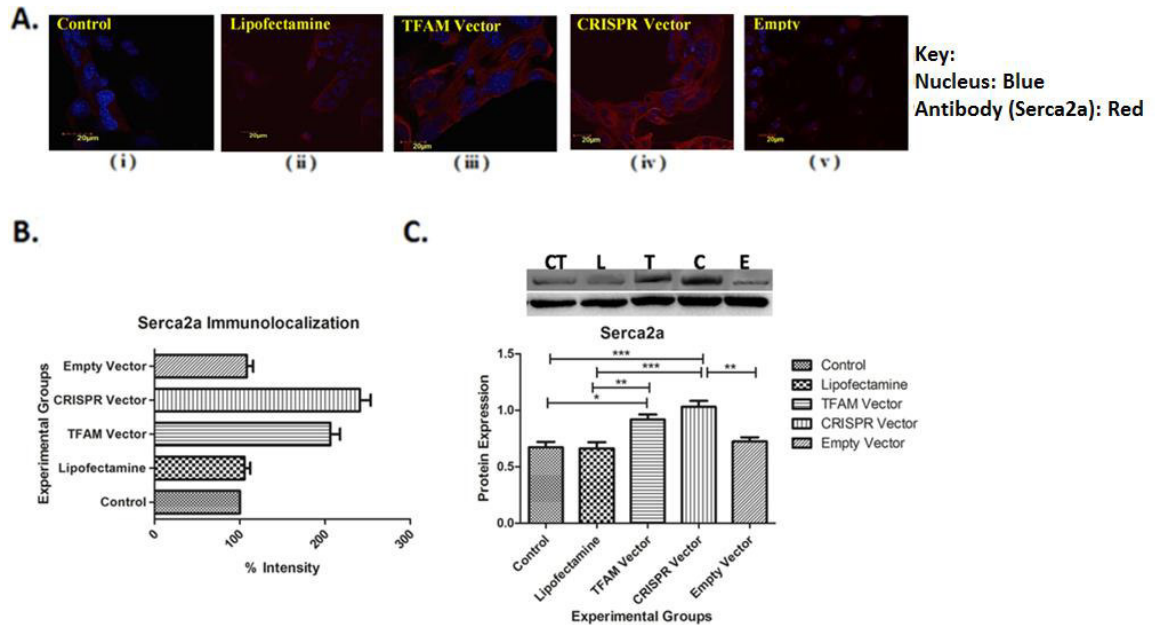 A.
Control
Lipofectamine
TFAM Vector
CRISPR Vector
Empty
20µm
20µm
20µm
20µm
20µm
(i)
(ii)
(iii)
(iv)
(v)
Key:
Nucleus: Blue
Antibody (Serca2a): Red
B.
Serca2a Immunolocalization
Experimental Groups
Empty Vector
CRISPR Vector
TFAM Vector
Lipofectamine
Control
0
100
200
300
% Intensity
C.
CT L T C E
Serca2a
***
***
**
**
*
Protein Expression
1.5
1.0
0.5
0.0
Control
Lipofectamine
TFAM Vector
CRISPR Vector
Empty Vector
Experimental Groups
Control
Lipofectamine
TFAM Vector
CRISPR Vector
Empty Vector